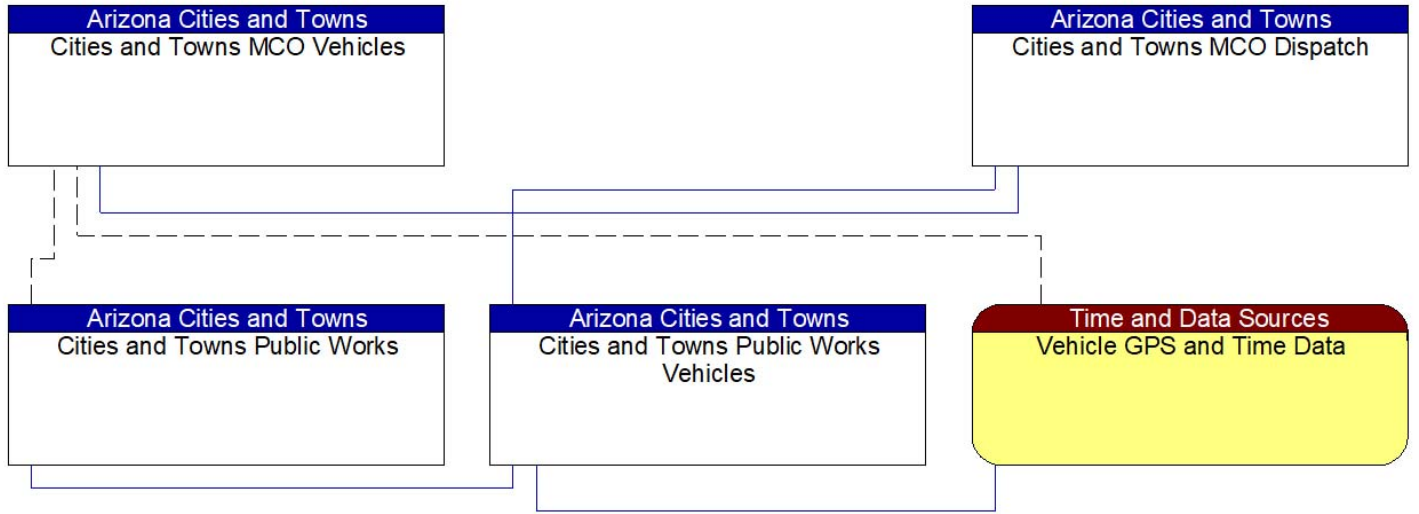 Arizona Cities and Towns
Cities and Towns MCO Vehicles
Arizona Cities and Towns
Cities and Towns MCO Dispatch
Arizona Cities and Towns
Cities and Towns Public Works
Arizona Cities and Towns
Cities and Towns Public Works
Vehicles
Time and Data Sources
Vehicle GPS and Time Data